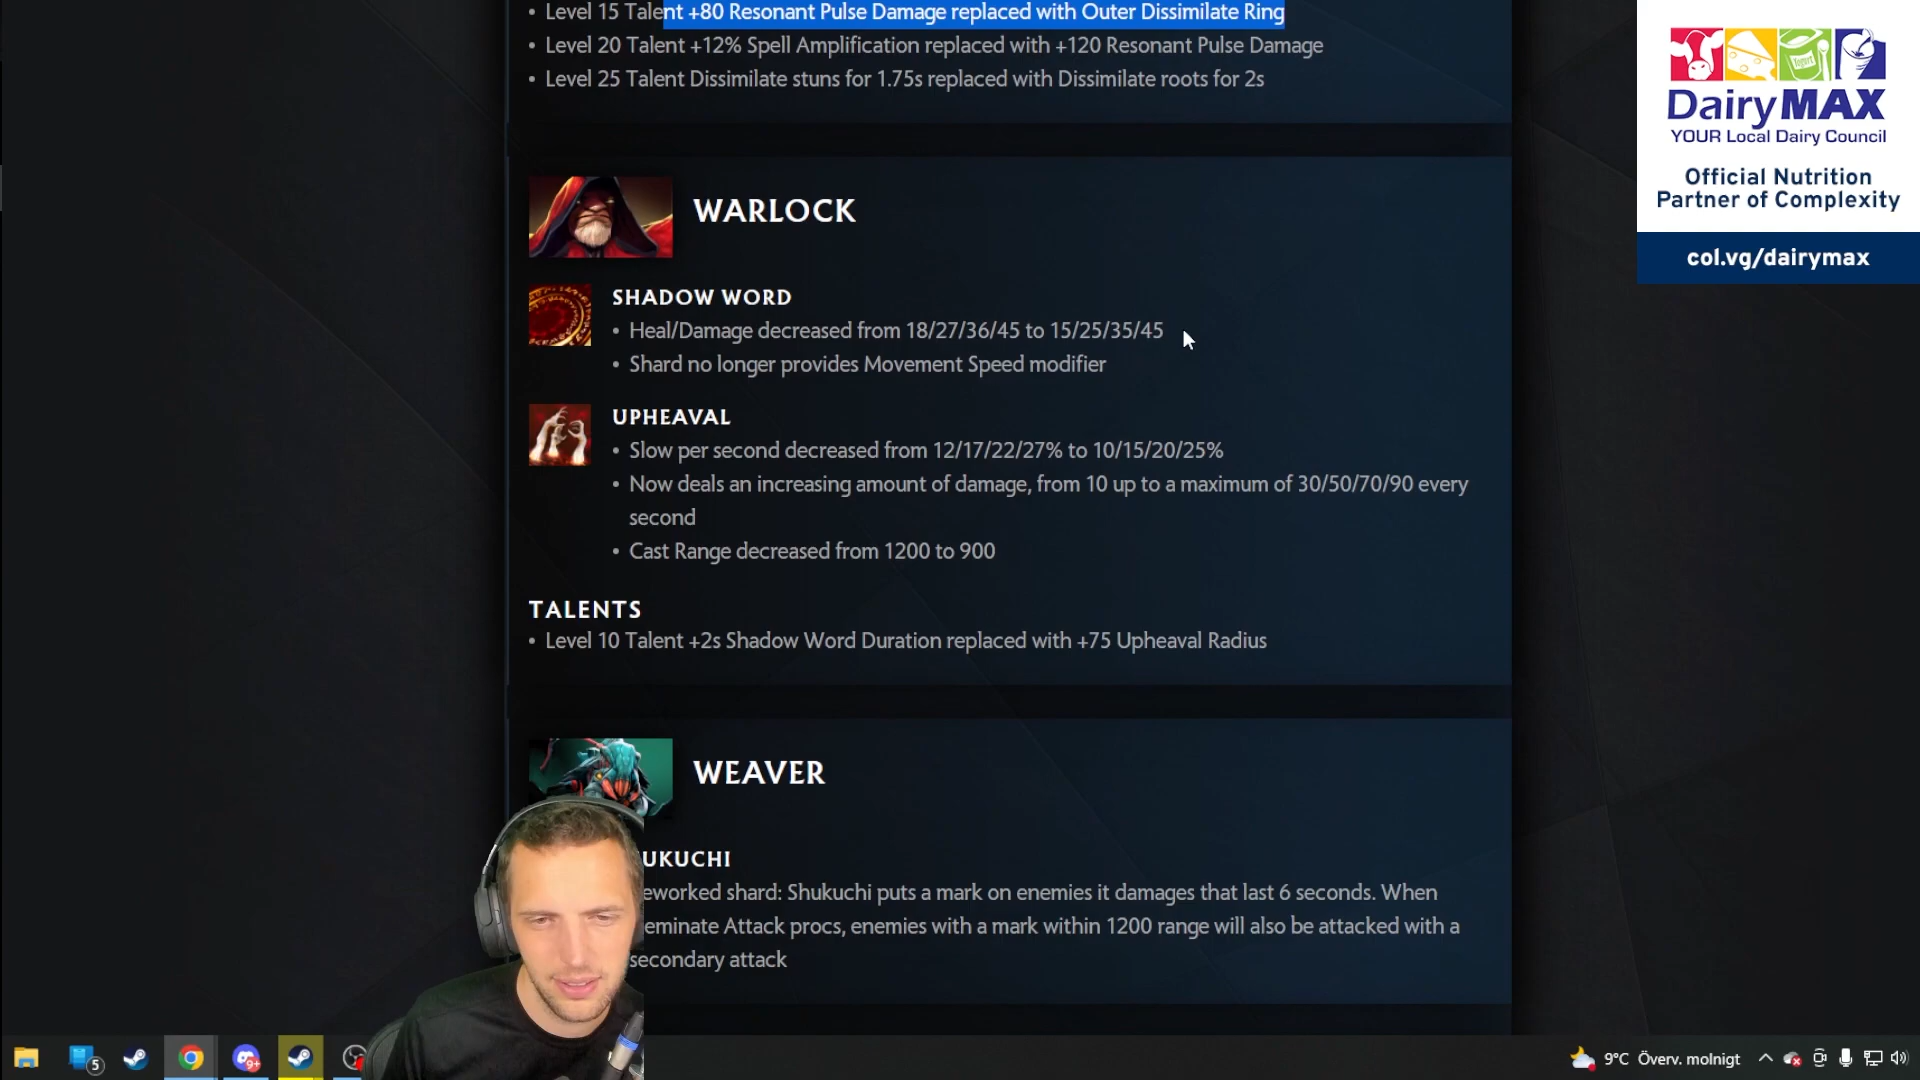 • Level 15 Talent +80 Resonant Pulse Damage replaced with Outer Dissimilate Ring
• Level 20 Talent +12% Spell Amplification replaced with +120 Resonant Pulse Damage
• Level 25 Talent Dissimilate stuns for 1.75s replaced with Dissimilate roots for 2s
DairyMAX
YOUR Local Dairy Council
Official Nutrition
Partner of Complexity
col.vg/dairymax
WARLOCK
SHADOW WORD
• Heal/Damage decreased from 18/27/36/45 to 15/25/35/45
• Shard no longer provides Movement Speed modifier
UPHEAVAL
• Slow per second decreased from 12/17/22/27% to 10/15/20/25%
• Now deals an increasing amount of damage, from 10 up to a maximum of 30/50/70/90 every
second
• Cast Range decreased from 1200 to 900
TALENTS
• Level 10 Talent +2s Shadow Word Duration replaced with +75 Upheaval Radius
WEAVER
UKUCHI
eworked shard: Shukuchi puts a mark on enemies it damages that last 6 seconds. When
eminate Attack procs, enemies with a mark within 1200 range will also be attacked with a
secondary attack
5
9+
9°C Överv. molnigt